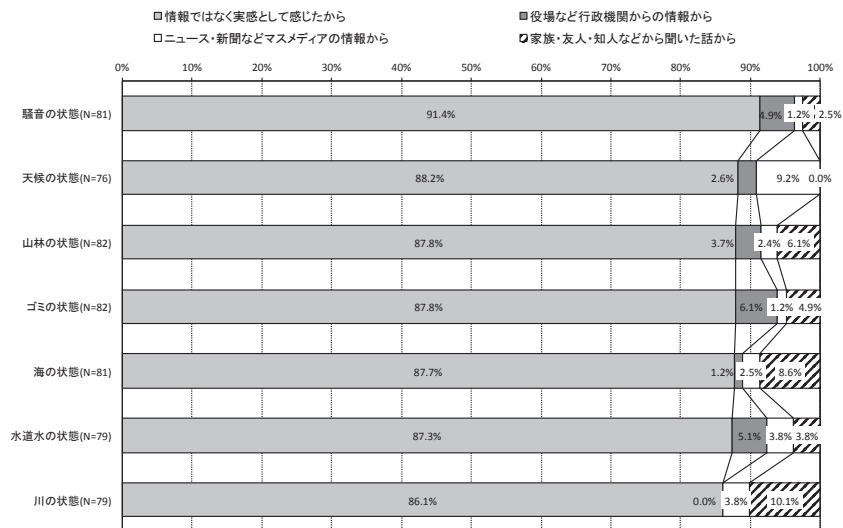 情報ではなく実感として感じたから 役場など行政機関からの情報から
ニュース・新聞などマスメディアの情報から 家族・友人・知人などから聞いた話から
0% 10% 20% 30% 40% 50% 60% 70% 80% 90% 100%
騒音の状態(N=81) 91.4% 4.9% 1.2% 2.5%
天候の状態(N=76) 88.2% 2.6% 9.2% 0.0%
山林の状態(N=82) 87.8% 3.7% 2.4% 6.1%
ゴミの状態(N=82) 87.8% 6.1% 1.2% 4.9%
海の状態(N=81) 87.7% 1.2% 2.5% 8.6%
水道水の状態(N=79) 87.3% 5.1% 3.8% 3.8%
川の状態(N=79) 86.1% 0.0% 3.8% 10.1%